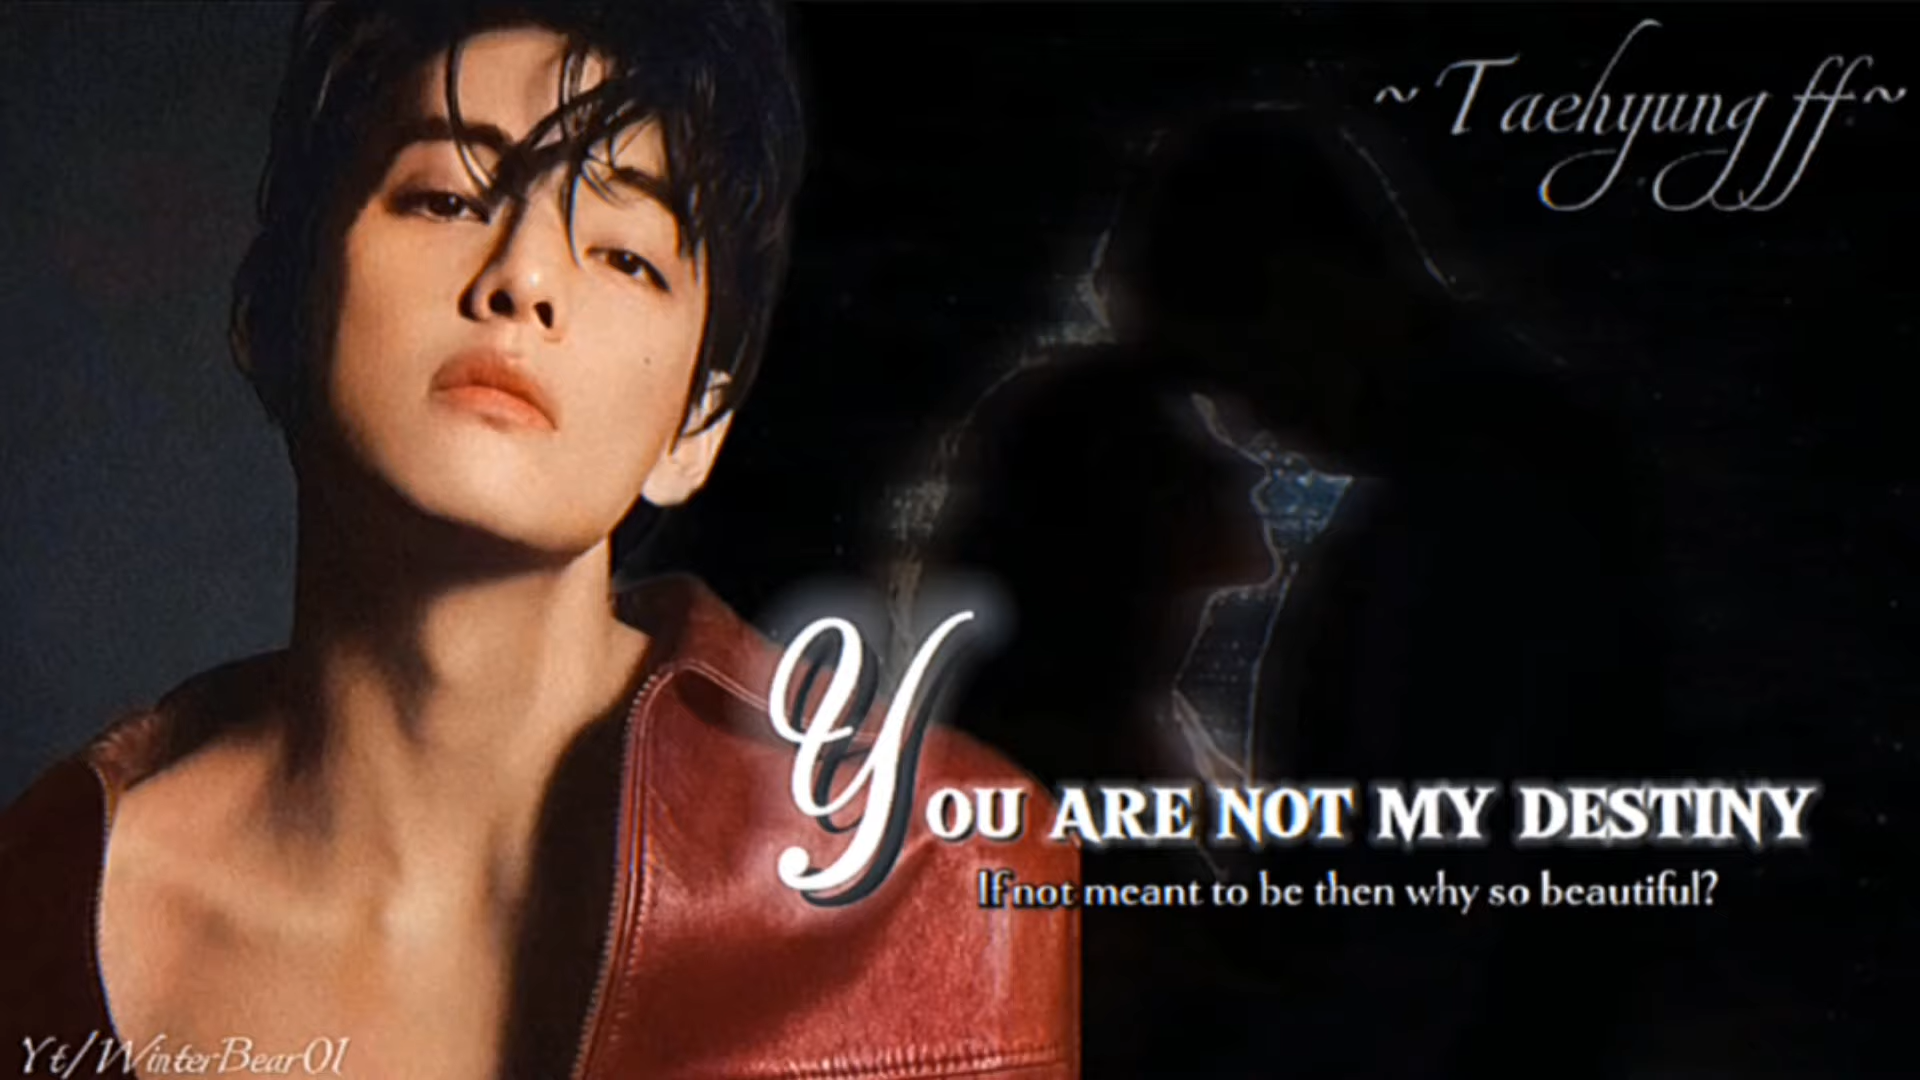 ~Taehyung ff~
YOU ARE NOT MY DESTINY
If not meant to be then why so beautiful?
Yt/WinterBear01